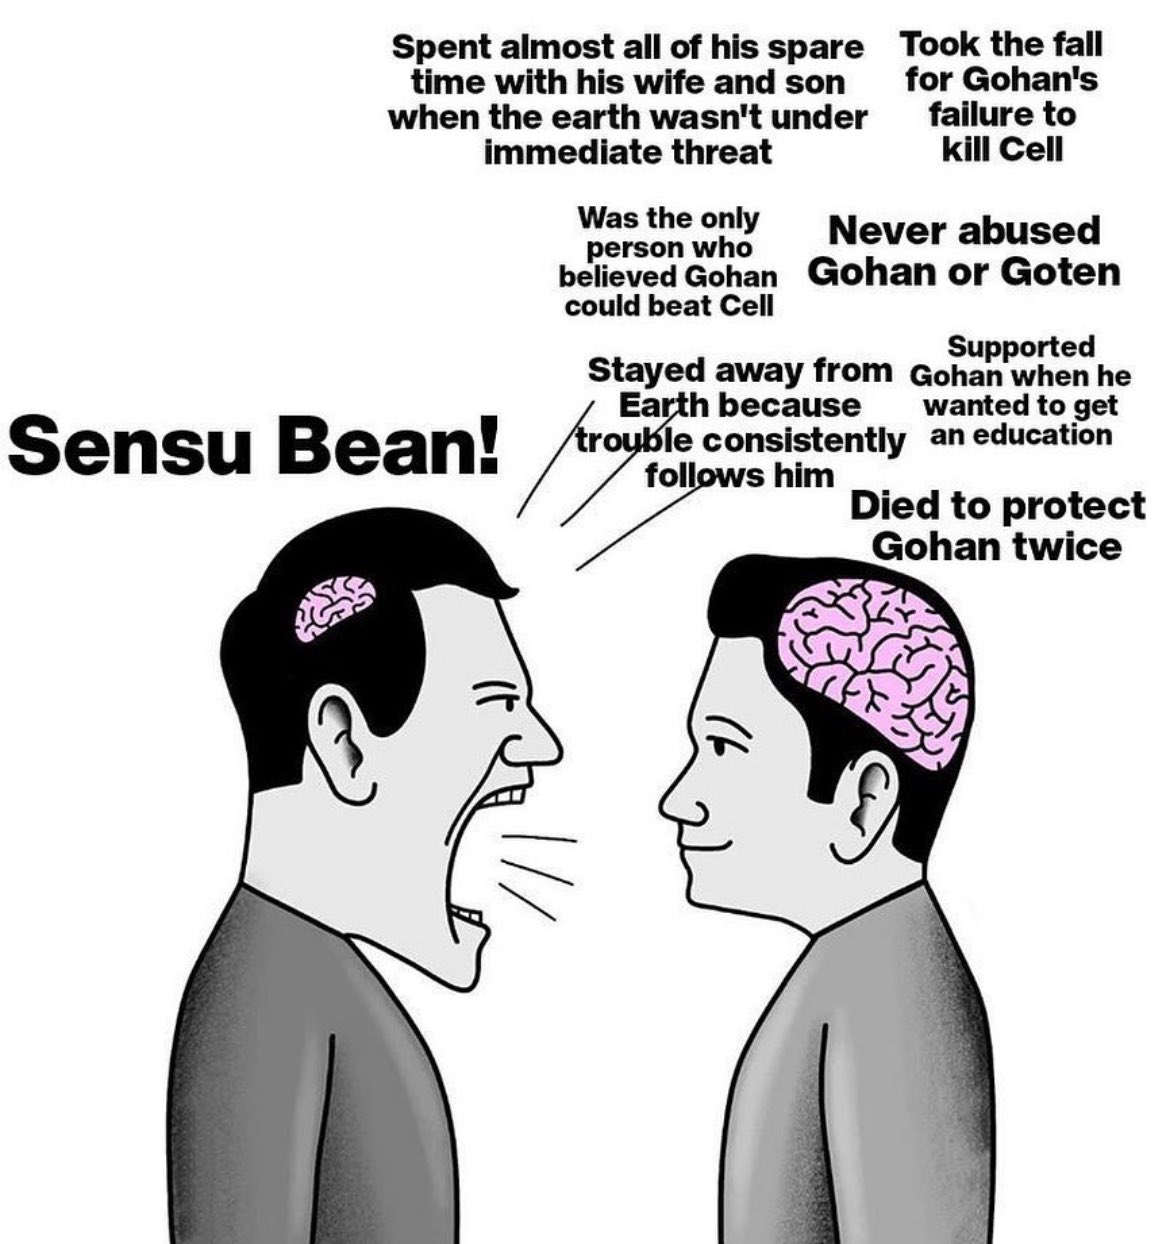 Spent almost all of his spare
time with his wife and son
when the earth wasn't under
immediate threat
Took the fall
for Gohan's
failure to
kill Cell
Was the only
person who
believed Gohan
could beat Cell
Never abused
Gohan or Goten
Stayed away from
Earth because
trouble consistently
follows him
Supported
Gohan when he
wanted to get
an education
Sensu Bean!
Died to protect
Gohan twice